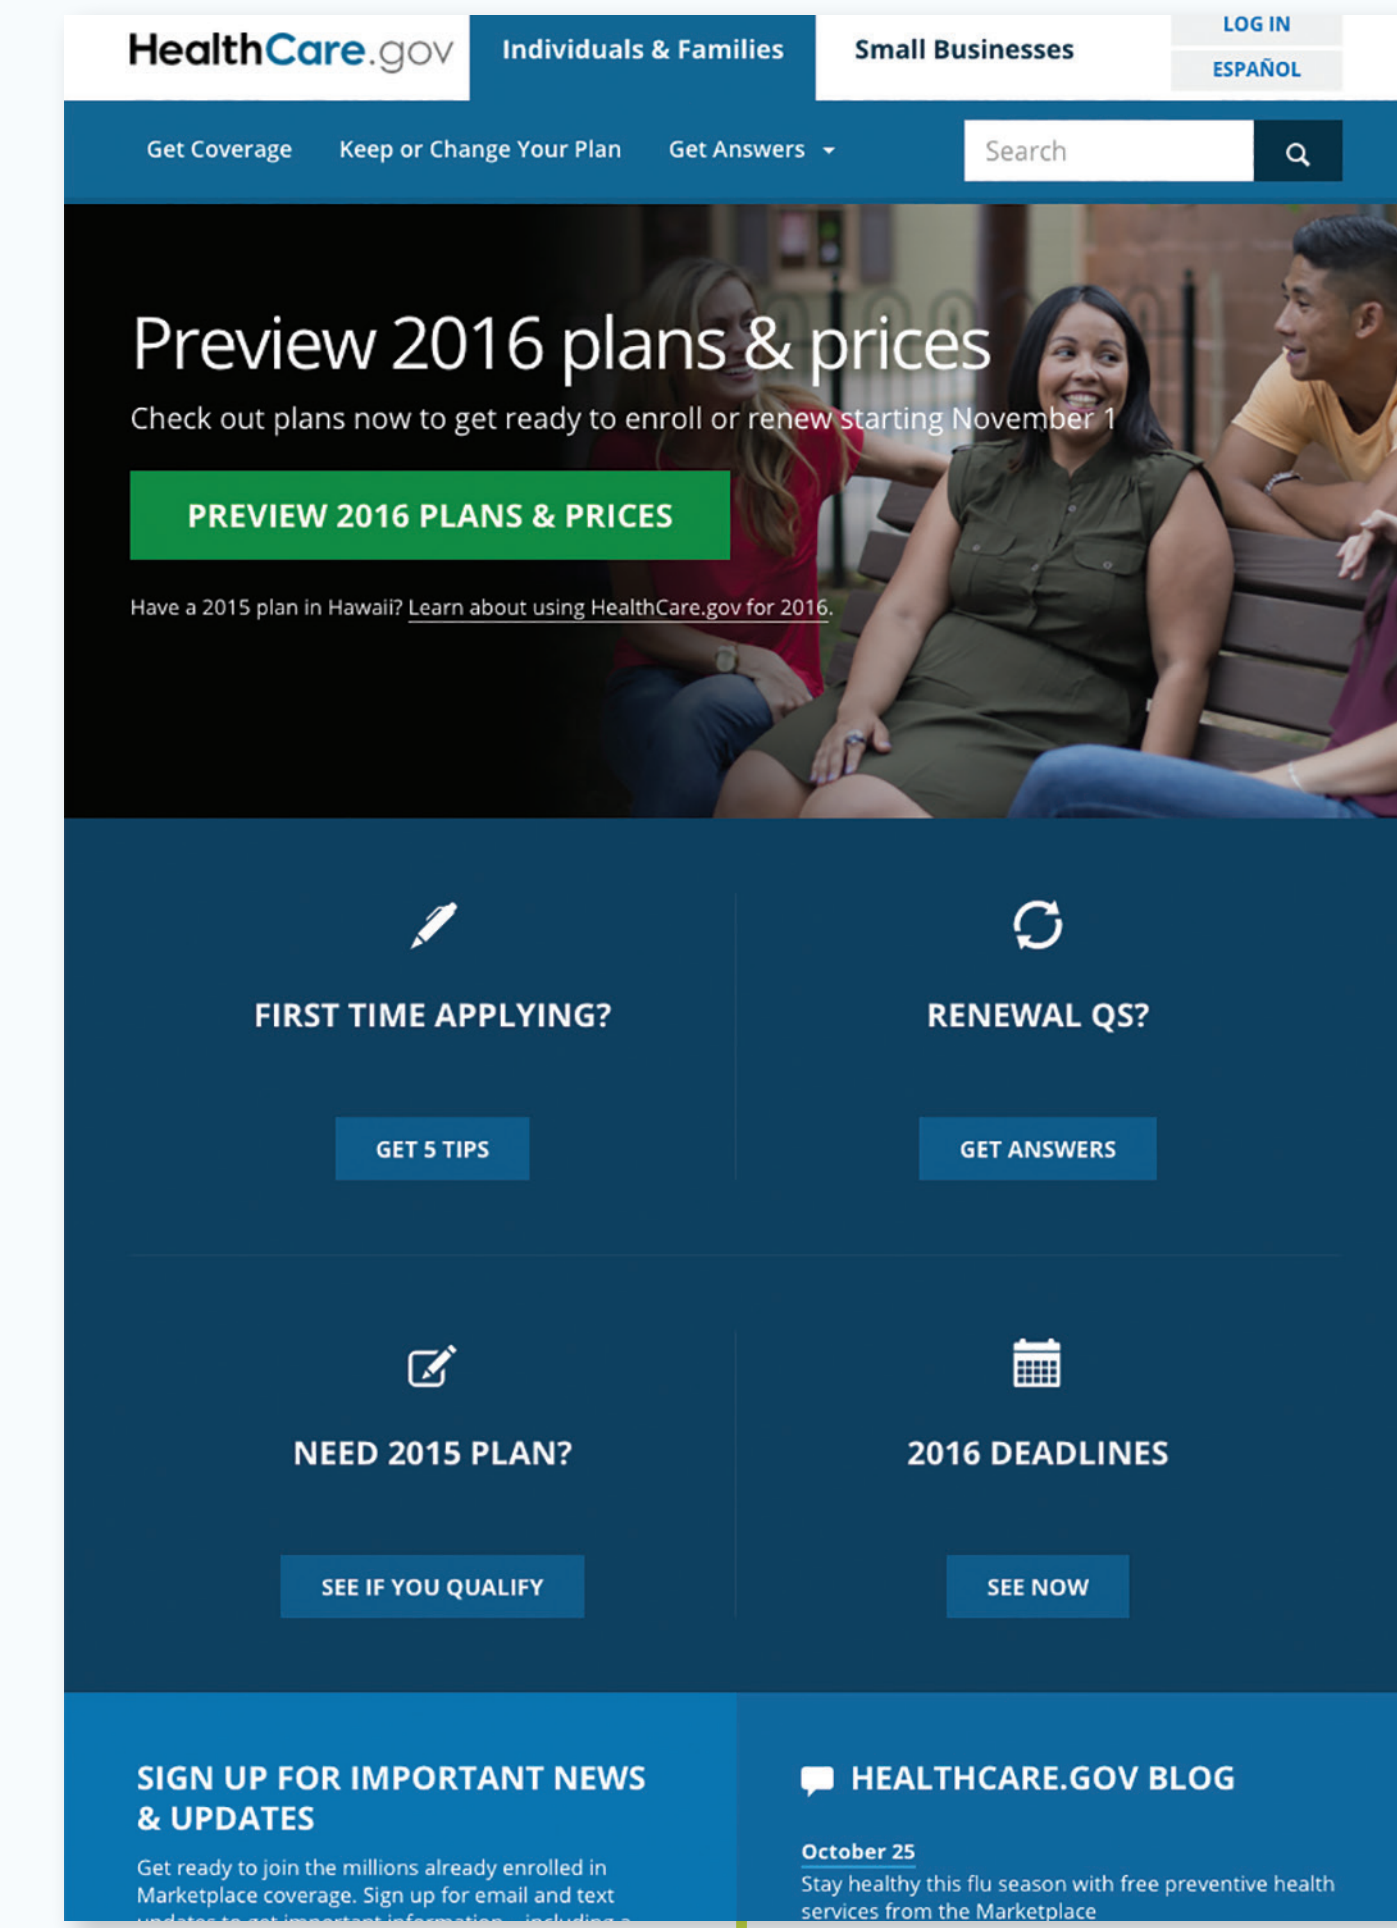 HealthCare.gov
Individuals & Families
Small Businesses
LOG IN
ESPAÑOL
Get Coverage
Keep or Change Your Plan
Get Answers
Search
Preview 2016 plans & prices
Check out plans now to get ready to enroll or renew starting November 1
PREVIEW 2016 PLANS & PRICES
Have a 2015 plan in Hawaii? Learn about using HealthCare.gov for 2016.
FIRST TIME APPLYING?
GET 5 TIPS
RENEWAL QS?
GET ANSWERS
NEED 2015 PLAN?
SEE IF YOU QUALIFY
2016 DEADLINES
SEE NOW
SIGN UP FOR IMPORTANT NEWS
& UPDATES
Get ready to join the millions already enrolled in
Marketplace coverage. Sign up for email and text
updates to get important information – including a
HEALTHCARE.GOV BLOG
October 25
Stay healthy this flu season with free preventive health
services from the Marketplace